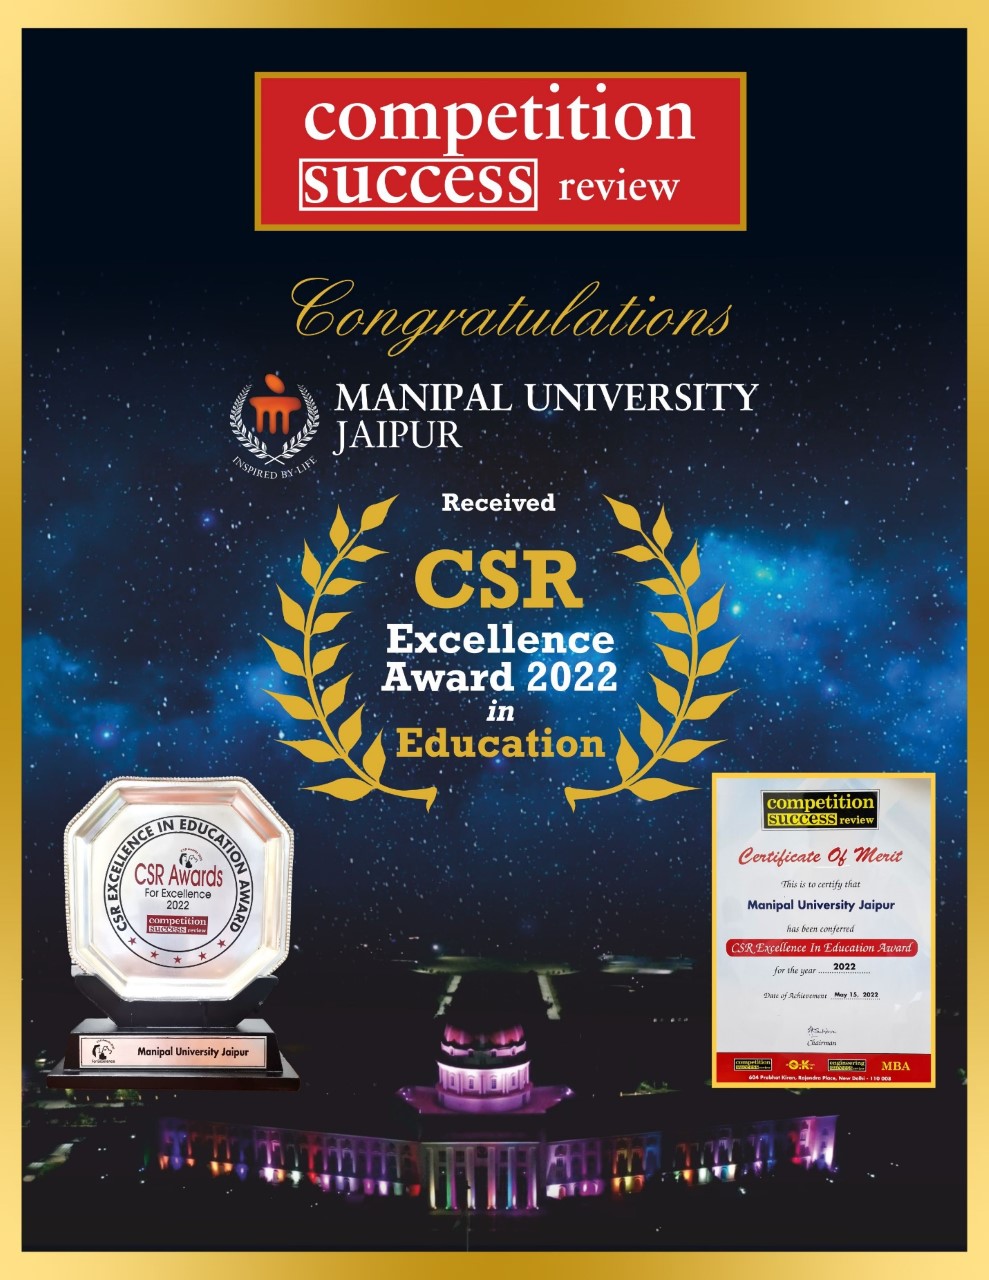 competition
success review
Congratulations
MANIPAL UNIVERSITY
JAIPUR
INSPIRED BY LIFE
Received
CSR
Excellence
Award 2022
in
Education
CSR EXCELLENCE IN EDUCATION AWARD
CSR Awards
For Excellence
2022
competition
success review
Manipal University Jaipur
competition
success review
Certificate Of Merit
This is to certify that
Manipal University Jaipur
has been conferred
CSR Excellence In Education Award
for the year 2022
Date of Achievement May 15, 2022
Chairman
competition
success review
G.K.
engineering
success review
MBA
604 Prabhat Kiran, Rajendra Place, New Delhi - 110 008